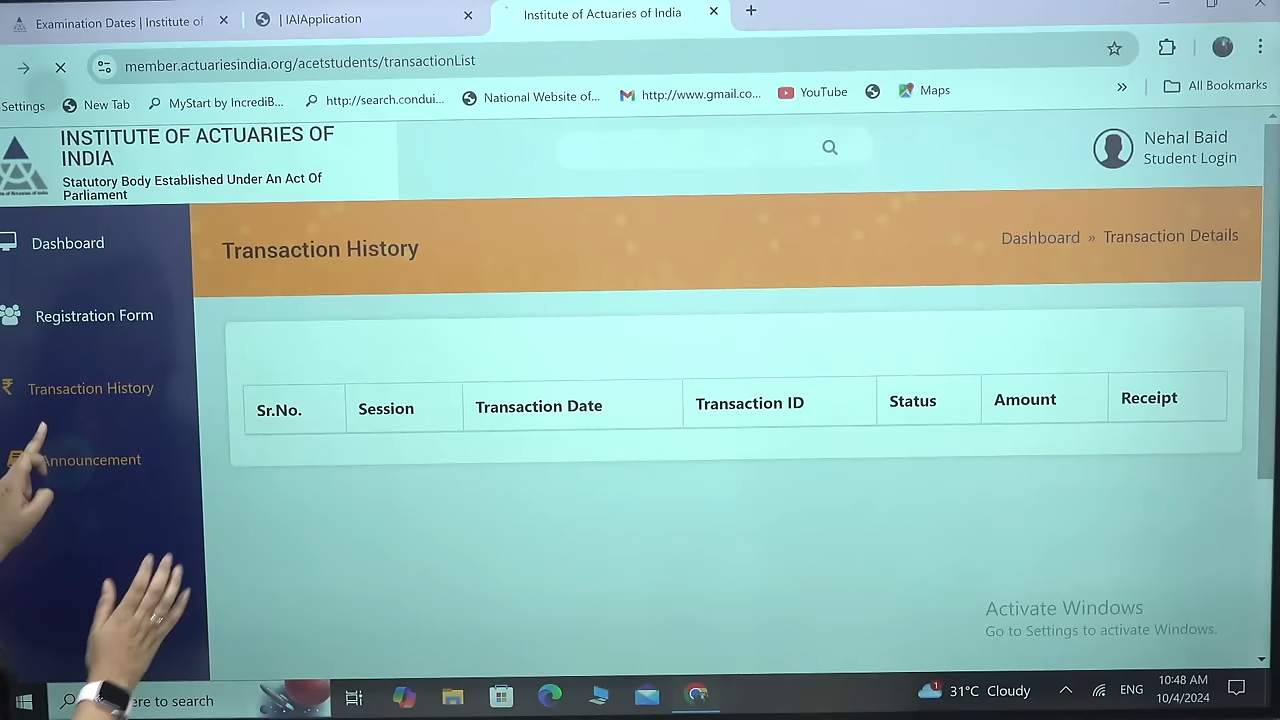 Examination Dates | Institute of
| IAIApplication
Institute of Actuaries of India
member.actuariesindia.org/acetstudents/transactionList
Settings
New Tab
MyStart by IncrediB...
http://search.condui...
National Website of...
http://www.gmail.co...
YouTube
Maps
»
All Bookmarks
INSTITUTE OF ACTUARIES OF
INDIA
Statutory Body Established Under An Act Of
Parliament
Nehal Baid
Student Login
Dashboard
Registration Form
Transaction History
Announcement
Transaction History
Dashboard » Transaction Details
Sr.No. Session Transaction Date Transaction ID Status Amount Receipt
Activate Windows
Go to Settings to activate Windows.
ere to search
1
31°C Cloudy
ENG
10:48 AM
10/4/2024